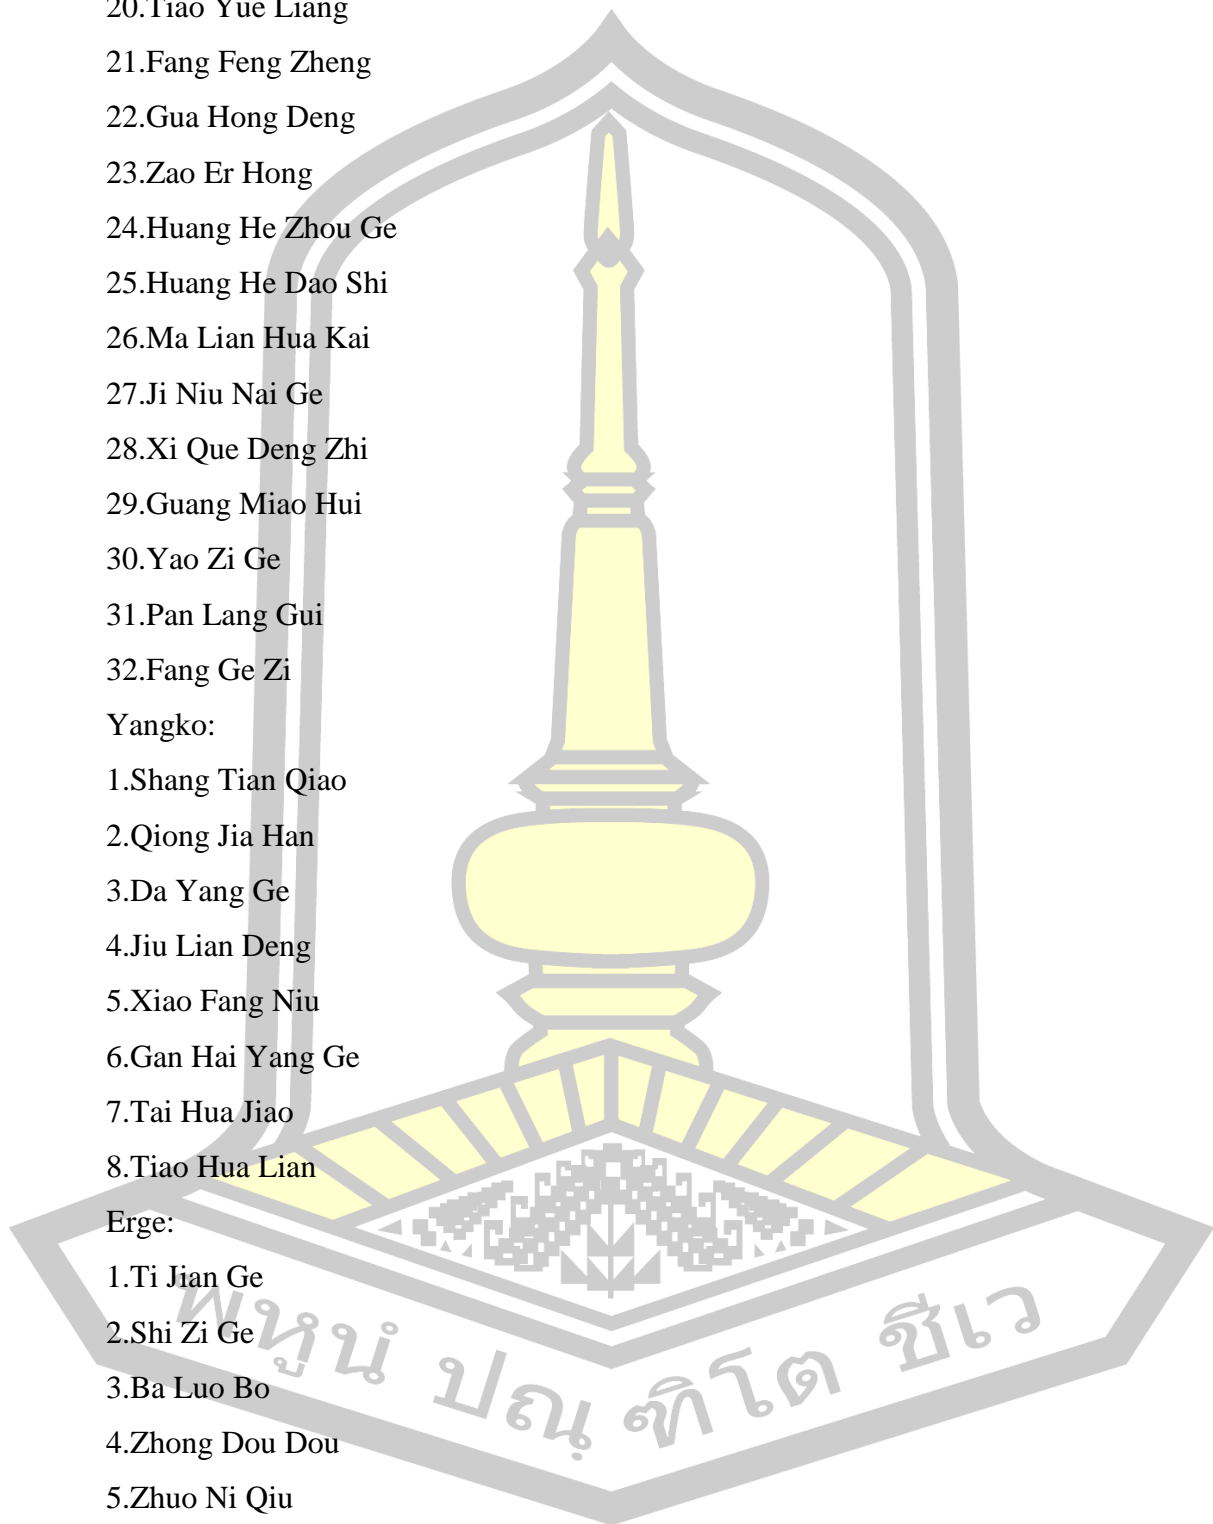 20.Tiao Yue Liang
21.Fang Feng Zheng
22.Gua Hong Deng
23.Zao Er Hong
24.Huang He Zhou Ge
25.Huang He Dao Shi
26.Ma Lian Hua Kai
27.Ji Niu Nai Ge
28.Xi Que Deng Zhi
29.Guang Miao Hui
30.Yao Zi Ge
31.Pan Lang Gui
32.Fang Ge Zi
Yangko:
1.Shang Tian Qiao
2.Qiong Jia Han
3.Da Yang Ge
4.Jiu Lian Deng
5.Xiao Fang Niu
6.Gan Hai Yang Ge
7.Tai Hua Jiao
8.Tiao Hua Lian
Erge:
1.Ti Jian Ge
2.Shi Zi Ge
3.Ba Luo Bo
4.Zhong Dou Dou
5.Zhuo Ni Qiu
พหูนํ ปณฺฑิโต ชีเว